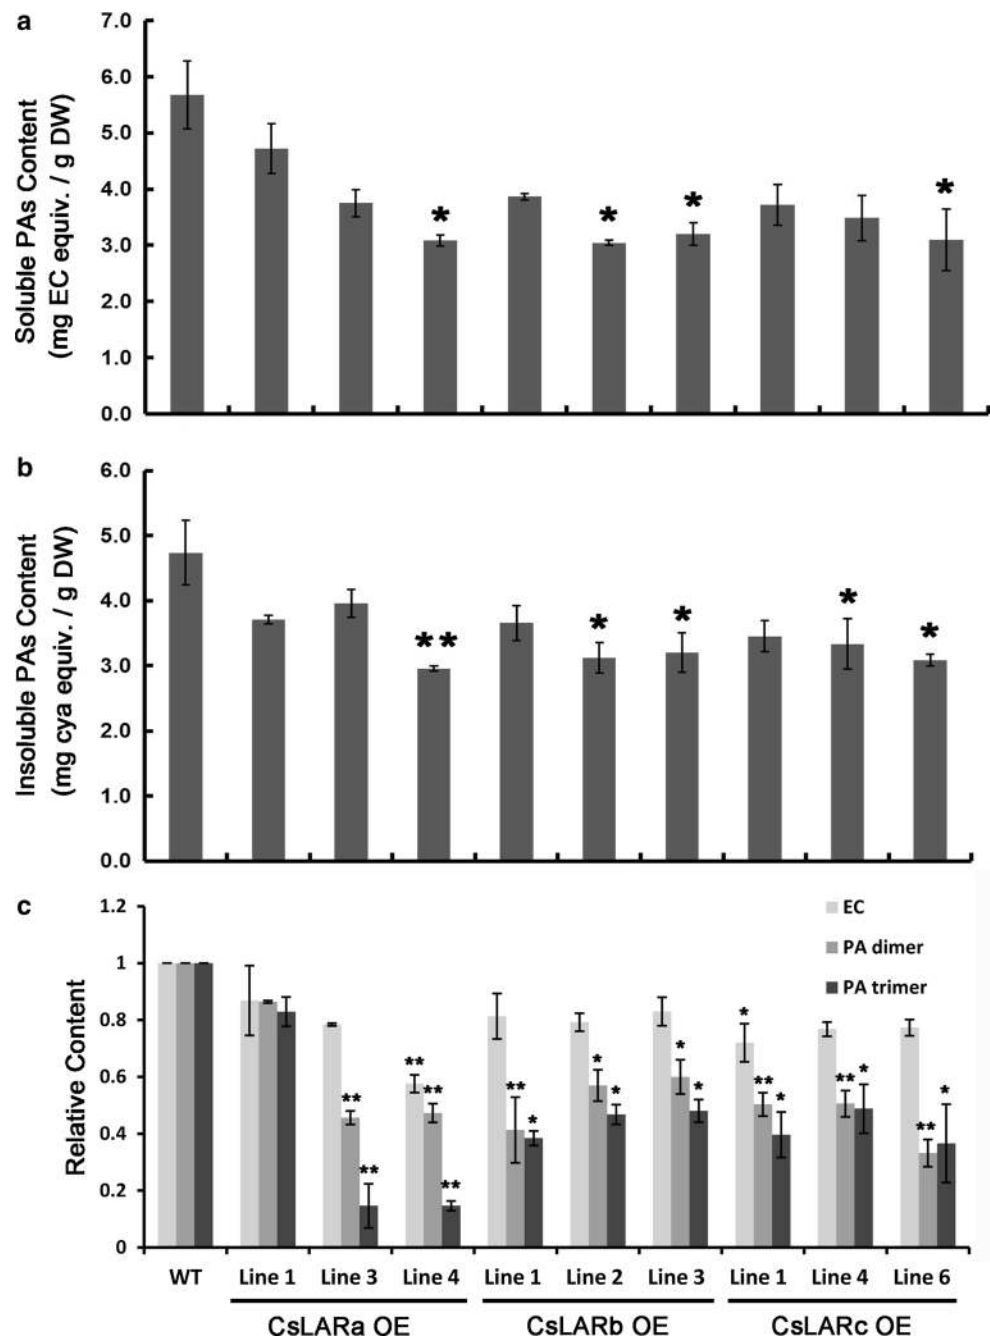 a
Soluble PAs Content
(mg EC equiv. / g DW)
7.0
6.0
5.0
4.0
3.0
2.0
1.0
0.0
*
*
*
*
b
Insoluble PAs Content
(mg cya equiv. / g DW)
6.0
5.0
4.0
3.0
2.0
1.0
0.0
**
*
*
*
*
c
Relative Content
1.2
1
0.8
0.6
0.4
0.2
0
EC
PA dimer
PA trimer
** ** ** ** ** ** * * * * * * ** * ** * ** *
WT Line 1 Line 3 Line 4 Line 1 Line 2 Line 3 Line 1 Line 4 Line 6
CsLARa OE CsLARb OE CsLARc OE